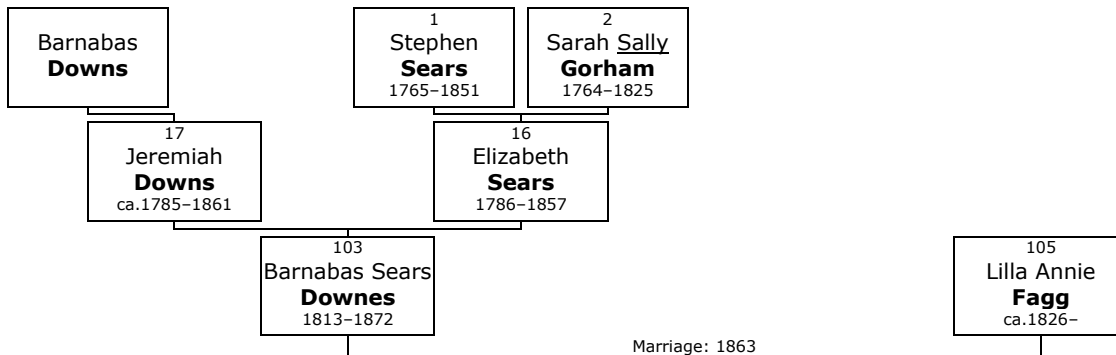 Barnabas
Downs
1
Stephen
Sears
1765–1851
2
Sarah Sally
Gorham
1764–1825
17
Jeremiah
Downs
ca.1785–1861
16
Elizabeth
Sears
1786–1857
103
Barnabas Sears
Downes
1813–1872
105
Lilla Annie
Fagg
ca.1826–
Marriage: 1863